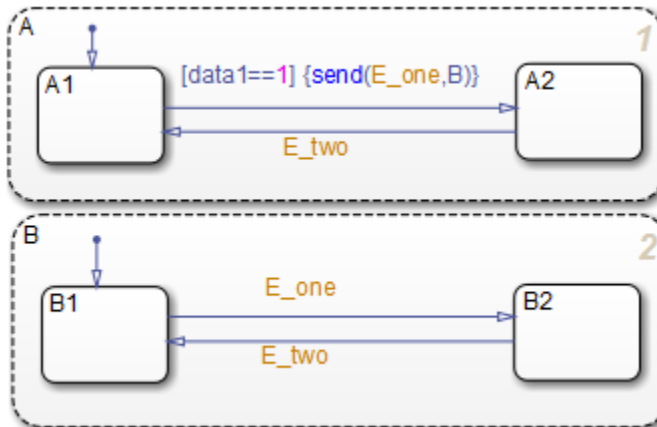 A
1
[data1==1] {send(E_one,B)}
A1
A2
E_two
B
2
B1
E_one
B2
E_two